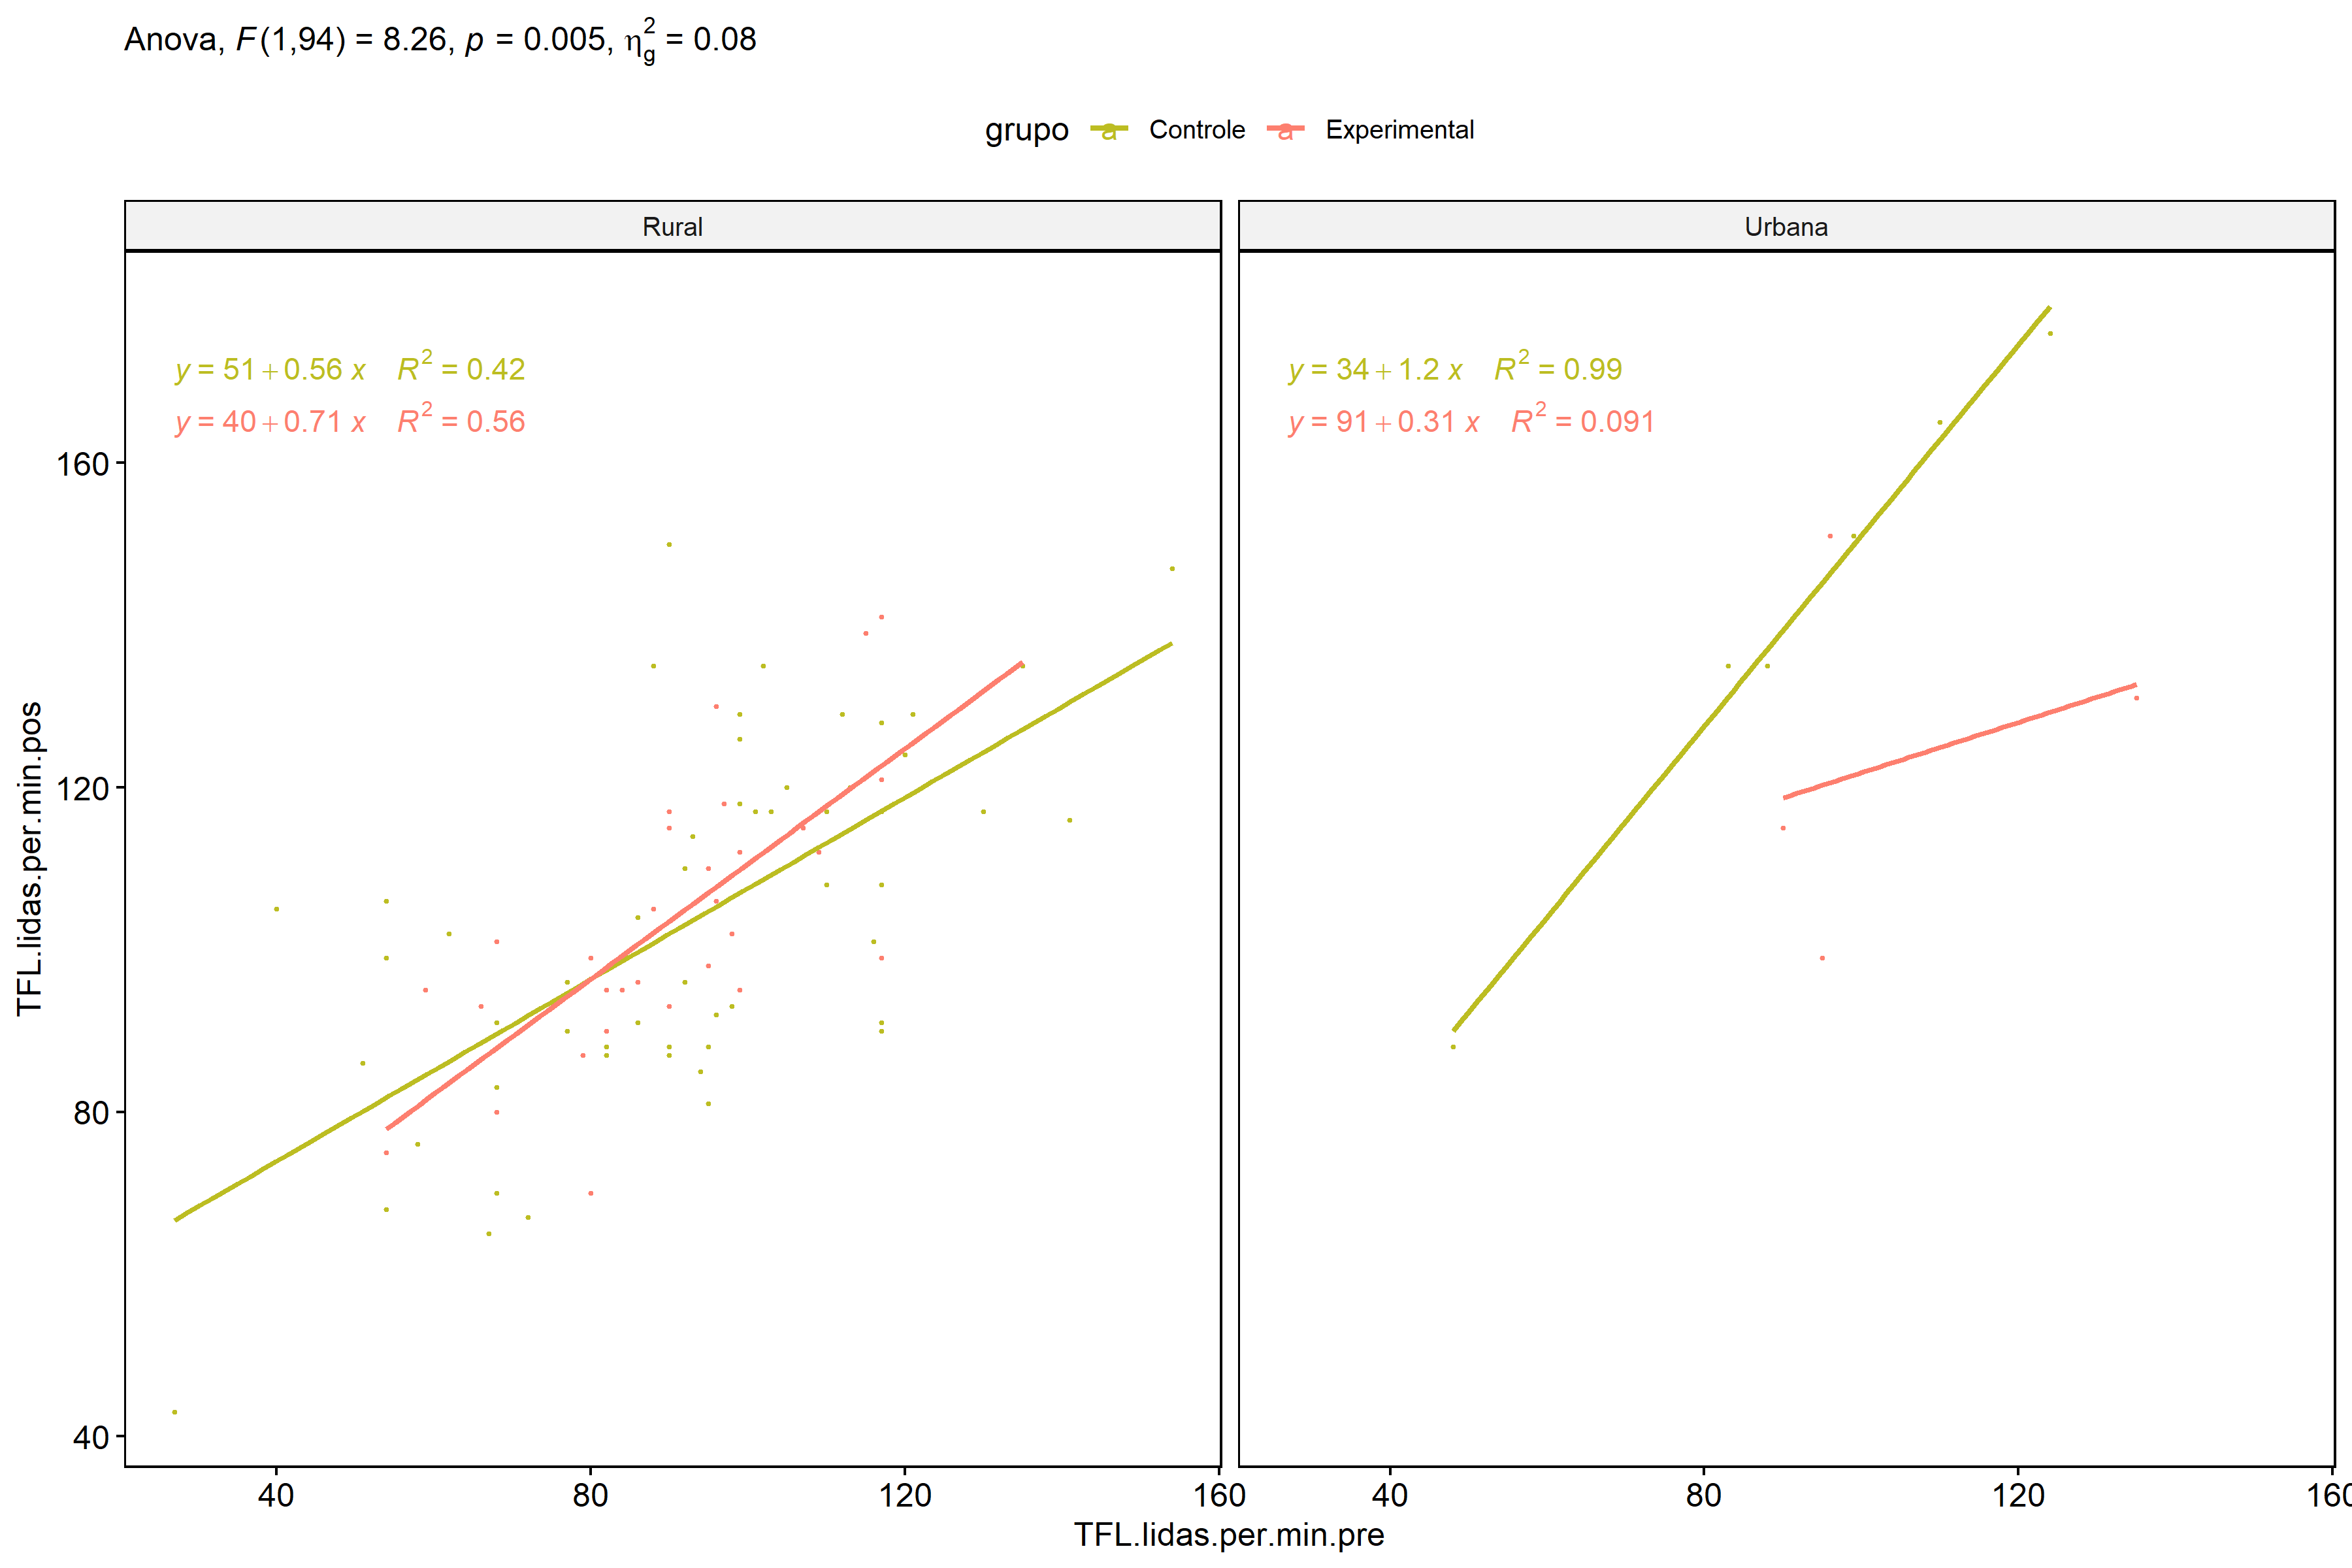 Anova, F(1,94) = 8.26, p = 0.005, η²g = 0.08
grupo a Controle a Experimental
Rural
Urbana
y = 51 + 0.56 x R² = 0.42
y = 40 + 0.71 x R² = 0.56
y = 34 + 1.2 x R² = 0.99
y = 91 + 0.31 x R² = 0.091
TFL.lidas.per.min.pos
160
120
80
40
40 80 120 160
40 80 120 160
TFL.lidas.per.min.pre